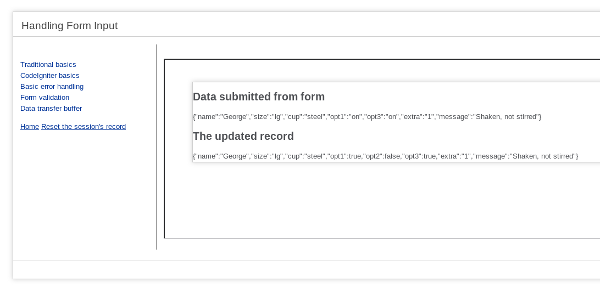 Handling Form Input
Traditional basics
CodeIgniter basics
Basic error handling
Form validation
Data transfer buffer
Home Reset the session's record
Data submitted from form
{"name":"George","size":"lg","cup":"steel","opt1":"on","opt3":"on","extra":"1","message":"Shaken, not stirred"}
The updated record
{"name":"George","size":"lg","cup":"steel","opt1":true,"opt2":false,"opt3":true,"extra":"1","message":"Shaken, not stirred"}